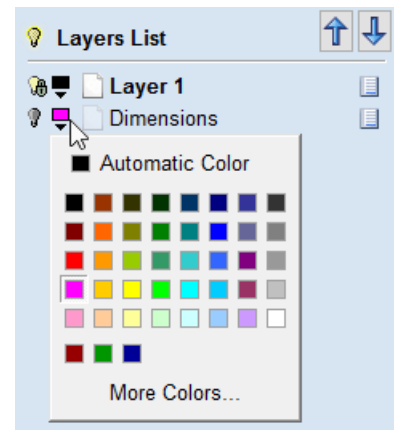 Layers List
Layer 1
Dimensions
Automatic Color
More Colors...